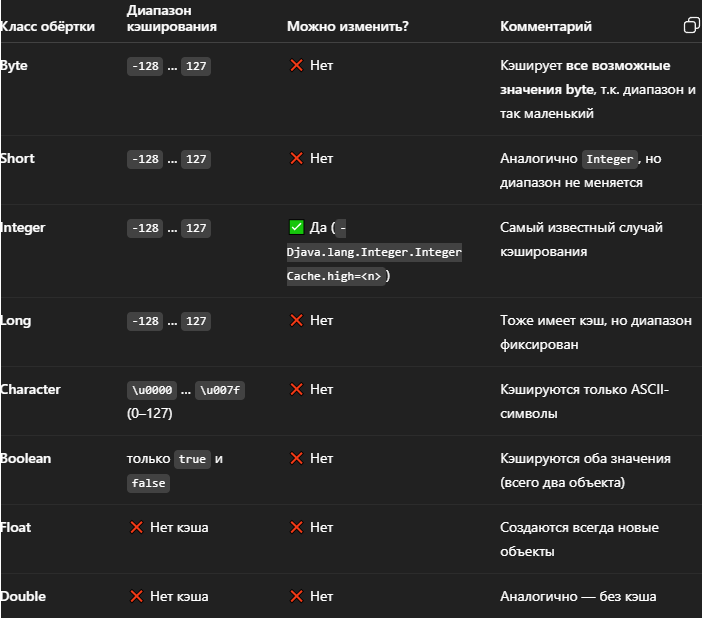 Класс обёртки
Диапазон
кэширования
Можно изменить?
Комментарий
Byte
-128 … 127
❌ Нет
Кэширует все возможные
значения byte, т.к. диапазон и
так маленький
Short
-128 … 127
❌ Нет
Аналогично Integer, но
диапазон не меняется
Integer
-128 … 127
✅ Да (-
Djava.lang.Integer.Integer
Cache.high=<n>)
Самый известный случай
кэширования
Long
-128 … 127
❌ Нет
Тоже имеет кэш, но диапазон
фиксирован
Character
\u0000 … \u007f
(0–127)
❌ Нет
Кэшируются только ASCII-
символы
Boolean
только true и
false
❌ Нет
Кэшируются оба значения
(всего два объекта)
Float
❌ Нет кэша
❌ Нет
Создаются всегда новые
объекты
Double
❌ Нет кэша
❌ Нет
Аналогично — без кэша